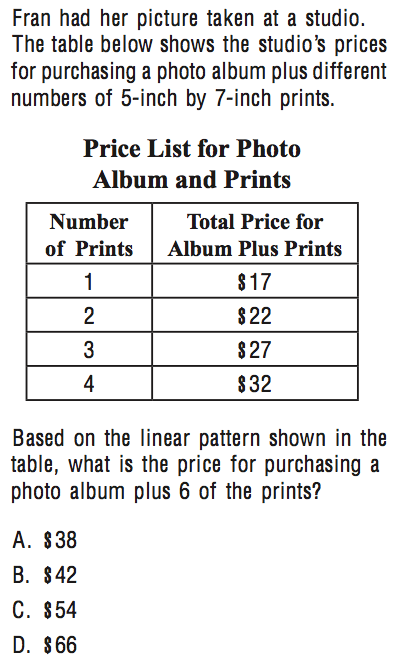 Fran had her picture taken at a studio.
The table below shows the studio's prices
for purchasing a photo album plus different
numbers of 5-inch by 7-inch prints.
Price List for Photo
Album and Prints
Number of Prints Total Price for Album Plus Prints
1 $17
2 $22
3 $27
4 $32
Based on the linear pattern shown in the
table, what is the price for purchasing a
photo album plus 6 of the prints?
A. $38
B. $42
C. $54
D. $66